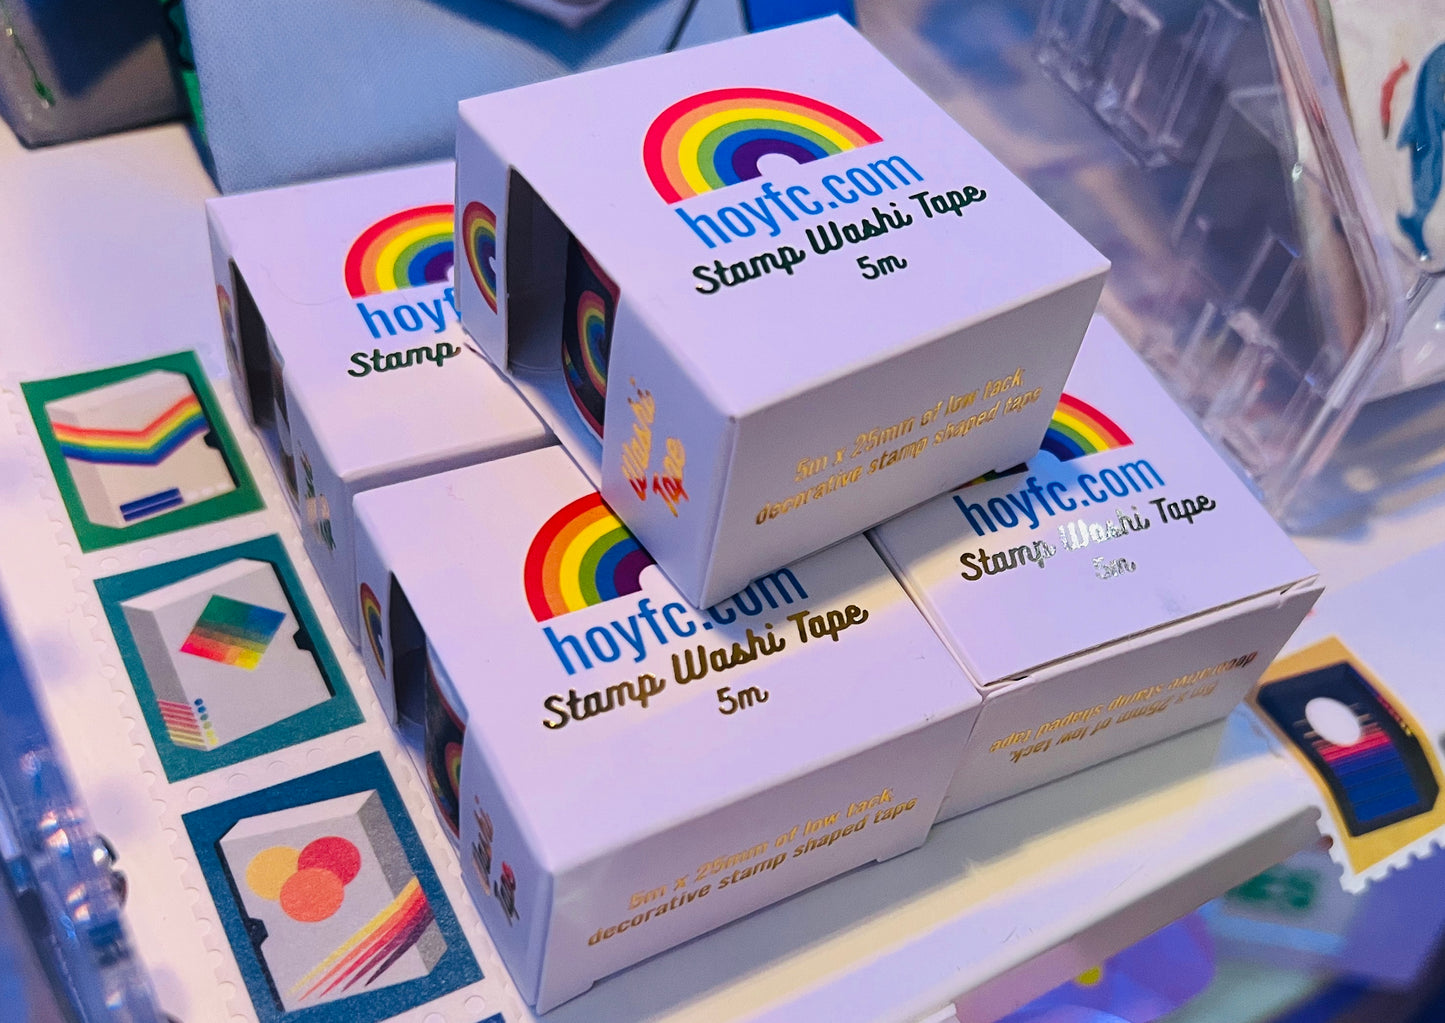 hoyfc.com
Stamp Washi Tape
5m
Washi
Tape
5m x 25mm of low tack
decorative stamp shaped tape
hoyf
Stamp
hoyfc.com
Stamp Washi Tape
5m
5m x 25mm of low tack
decorative stamp shaped tape
hoyfc.com
Stamp Washi Tape
5m
5m x 25mm of low tack
decorative stamp shaped tape